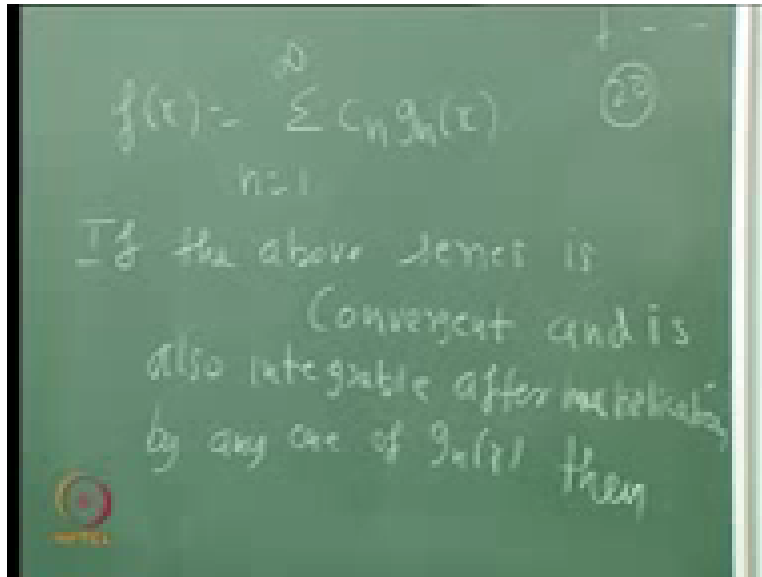 ∞
f(x) = Σ Cn gn(x)
n=1
If the above series is
Convergent and is
also integrable after multiplication
by any one of gn(x) then
NPTEL